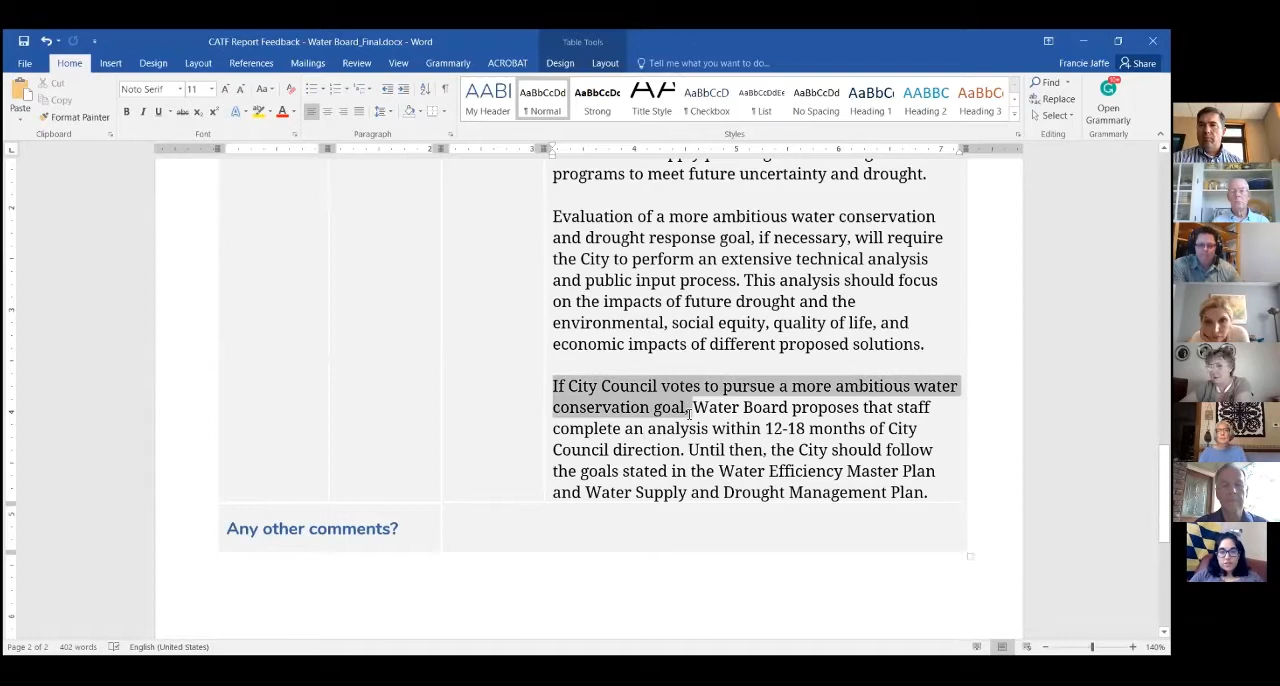 CATF Report Feedback - Water Board_Final.docx - Word
Table Tools
File Home Insert Design Layout References Mailings Review View Grammarly ACROBAT Design Layout Tell me what you want to do... Francie Jaffe Share
Paste
Cut
Copy
Format Painter
Clipboard
Noto Serif 11
Font
Paragraph
AABI AaBbCcDd AaBbCcDc AABbCcD AaBbCcDdEe AaBbCcDd AaBbCc AABBC AaBbCc
My Header ¶ Normal Strong Title Style ¶ Checkbox ¶ List No Spacing Heading 1 Heading 2 Heading 3
Styles
Find
Replace
Select
Editing
Open
Grammarly
Grammarly
programs to meet future uncertainty and drought.
Evaluation of a more ambitious water conservation
and drought response goal, if necessary, will require
the City to perform an extensive technical analysis
and public input process. This analysis should focus
on the impacts of future drought and the
environmental, social equity, quality of life, and
economic impacts of different proposed solutions.
If City Council votes to pursue a more ambitious water
conservation goal, Water Board proposes that staff
complete an analysis within 12-18 months of City
Council direction. Until then, the City should follow
the goals stated in the Water Efficiency Master Plan
and Water Supply and Drought Management Plan.
Any other comments?
Page 2 of 2 402 words English (United States) 140%